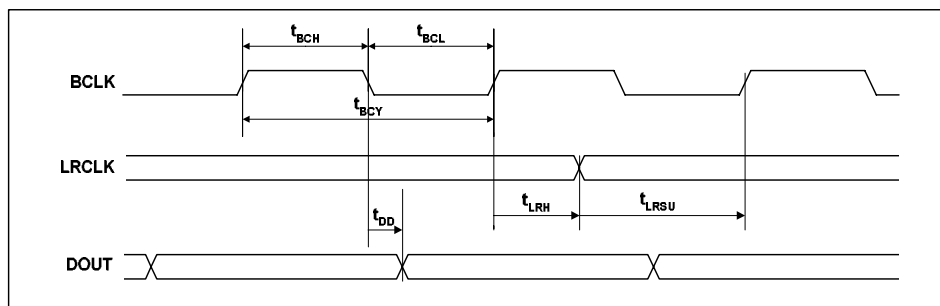 tBCH tBCL
BCLK
tBCY
LRCLK
tLRH tLRSU
tDD
DOUT